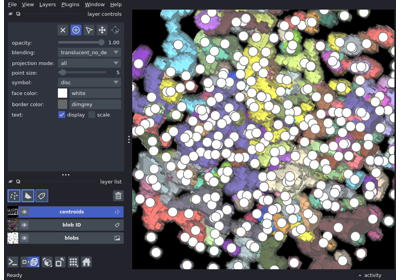 File View Layers Plugins Window Help
layer controls
opacity: 1.00
blending: translucent_no_de
projection mode: all
point size: 5
symbol: disc
face color: white
border color: dimgrey
text: display scale
layer list
centroids
blob ID
blobs
Ready
activity